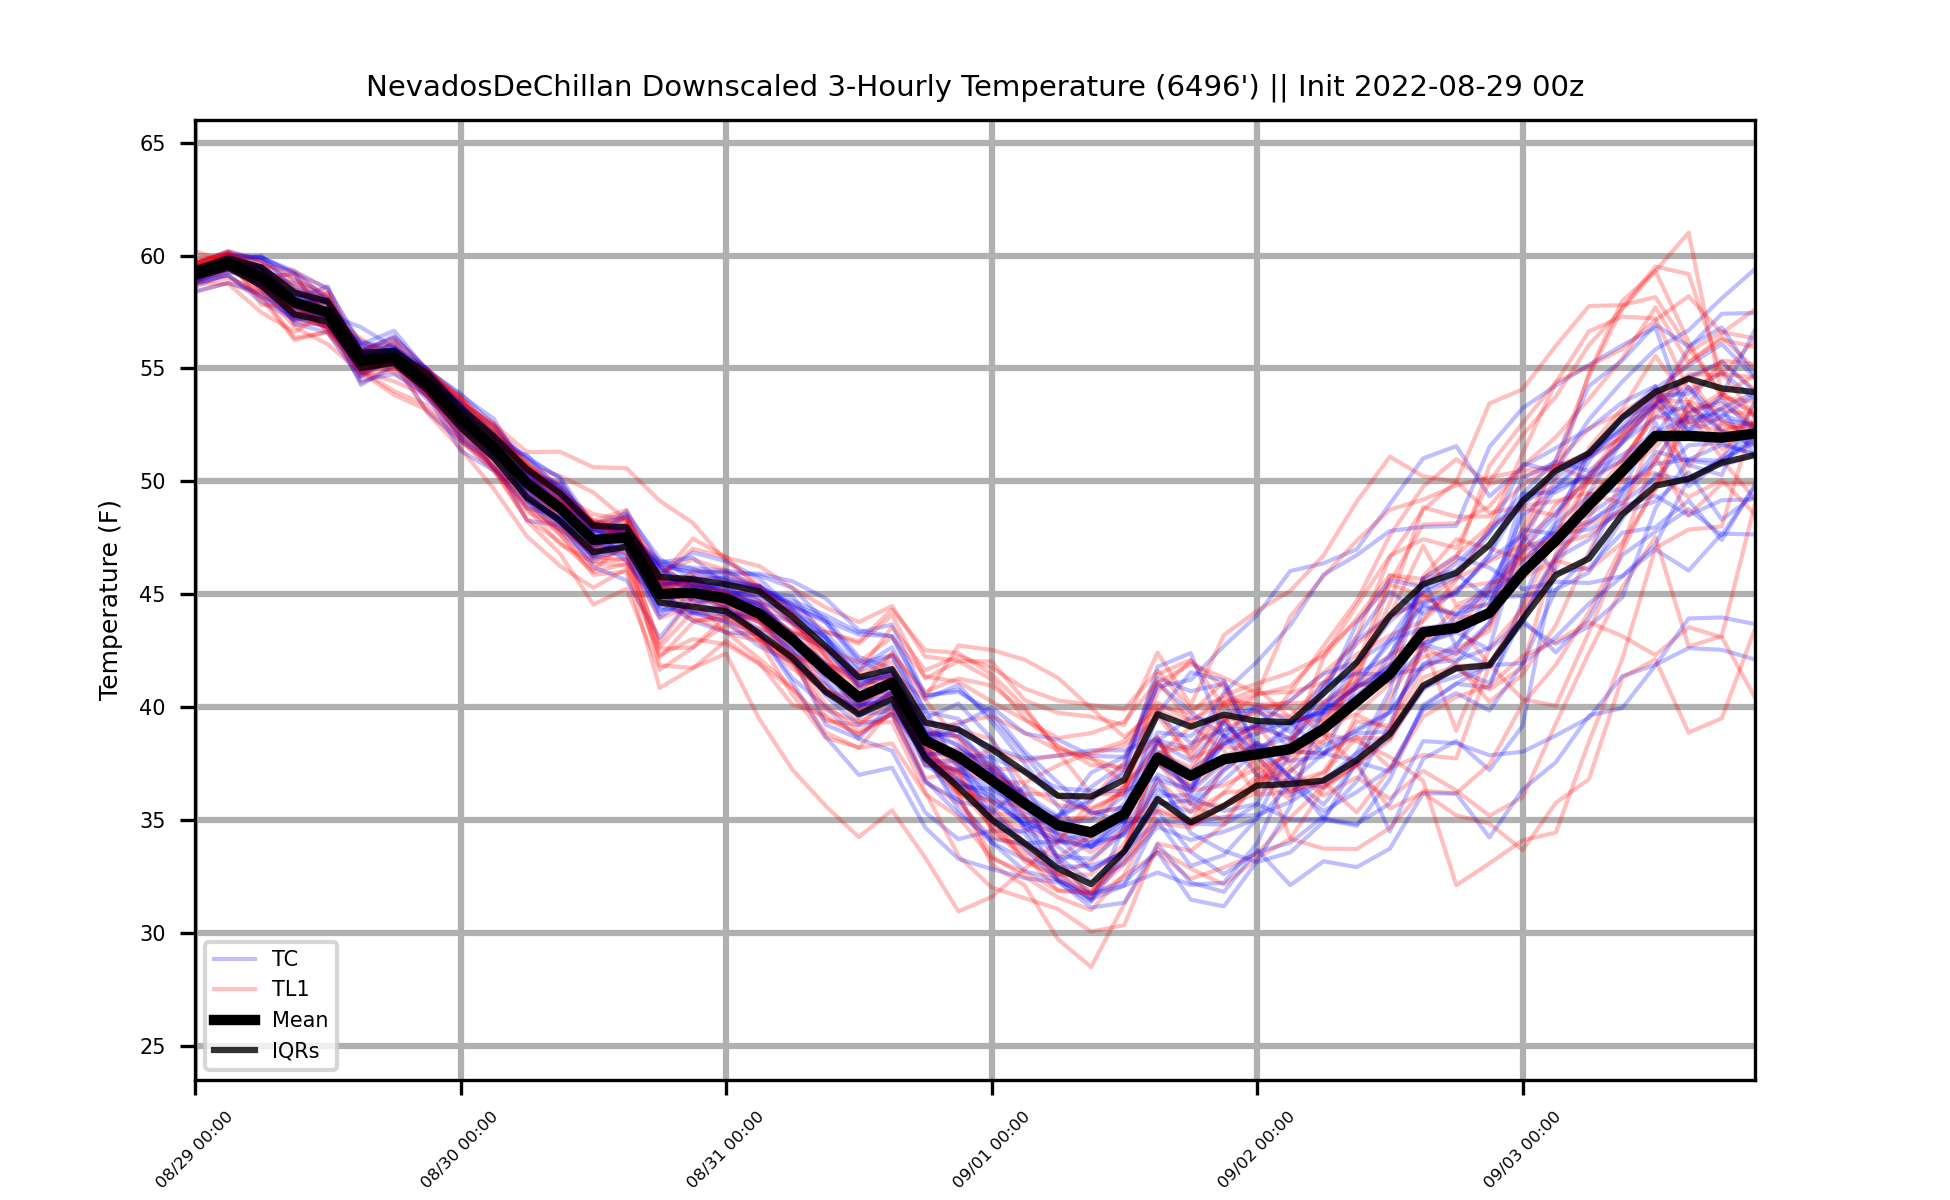 NevadosDeChillan Downscaled 3-Hourly Temperature (6496') || Init 2022-08-29 00z
Temperature (F)
65
60
55
50
45
40
35
30
25
TC
TL1
Mean
IQRs
08/29 00:00
08/30 00:00
08/31 00:00
09/01 00:00
09/02 00:00
09/03 00:00